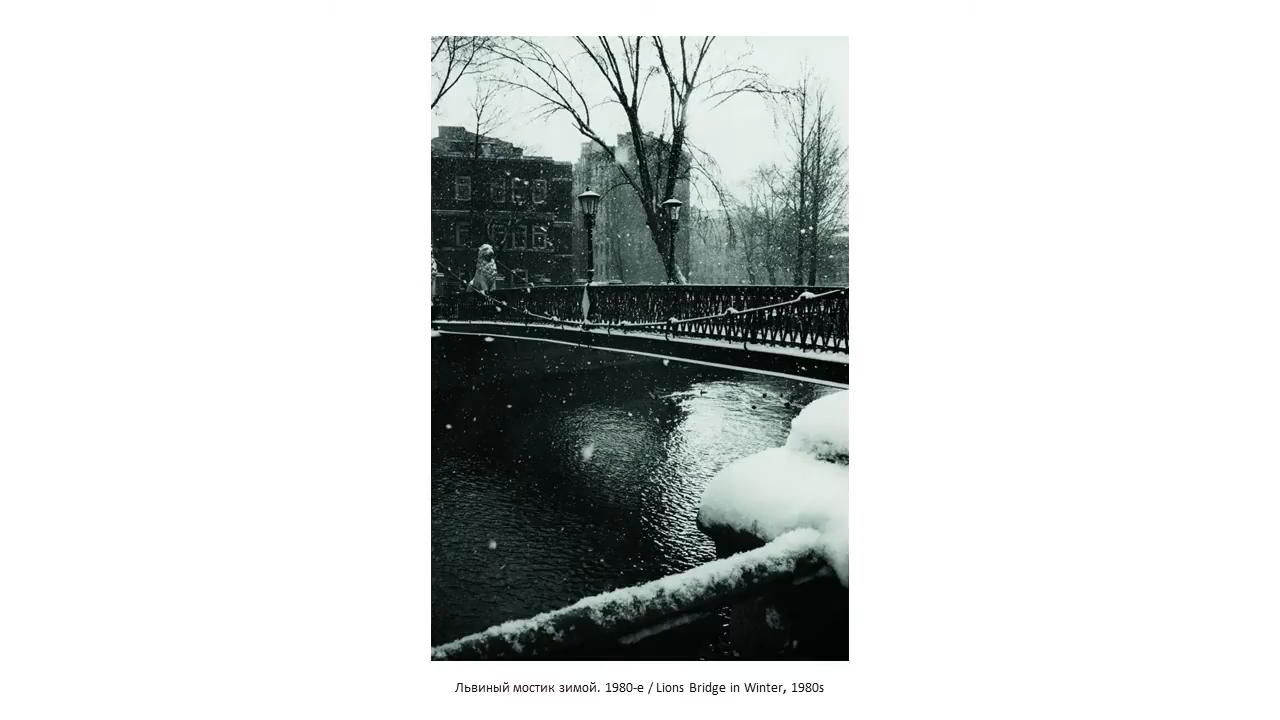 Львиный мостик зимой. 1980-е / Lions Bridge in Winter, 1980s